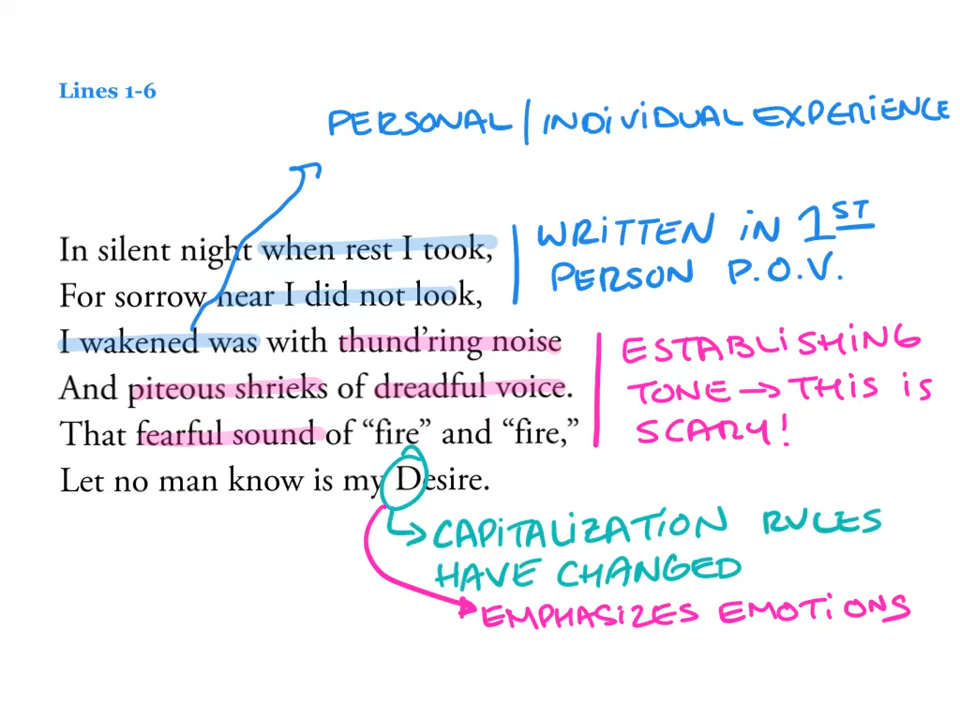 Lines 1-6
PERSONAL / INDIVIDUAL EXPERIENCE
In silent night when rest I took,
For sorrow near I did not look,
I wakened was with thund'ring noise
And piteous shrieks of dreadful voice.
That fearful sound of “fire” and “fire,”
Let no man know is my Desire.
WRITTEN IN 1ST
PERSON P.O.V.
ESTABLISHING
TONE → THIS IS
SCARY!
CAPITALIZATION RULES
HAVE CHANGED
EMPHASIZES EMOTIONS